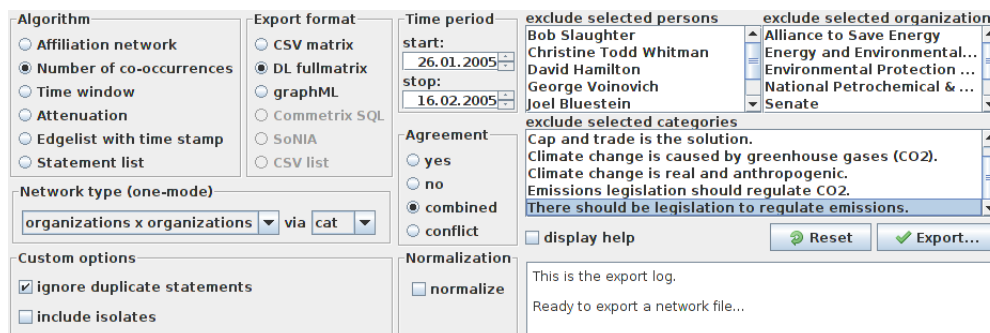 Algorithm
Affiliation network
Number of co-occurrences
Time window
Attenuation
Edgelist with time stamp
Statement list
Export format
CSV matrix
DL fullmatrix
graphML
Commetrix SQL
SoNIA
CSV list
Network type (one-mode)
organizations x organizations via cat
Custom options
ignore duplicate statements
include isolates
Time period
start:
26.01.2005
stop:
16.02.2005
Agreement
yes
no
combined
conflict
Normalization
normalize
exclude selected persons
Bob Slaughter
Christine Todd Whitman
David Hamilton
George Voinovich
Joel Bluestein
exclude selected organization
Alliance to Save Energy
Energy and Environmental...
Environmental Protection ...
National Petrochemical & ...
Senate
exclude selected categories
Cap and trade is the solution.
Climate change is caused by greenhouse gases (CO2).
Climate change is real and anthropogenic.
Emissions legislation should regulate CO2.
There should be legislation to regulate emissions.
display help
Reset
Export...
This is the export log.
Ready to export a network file...